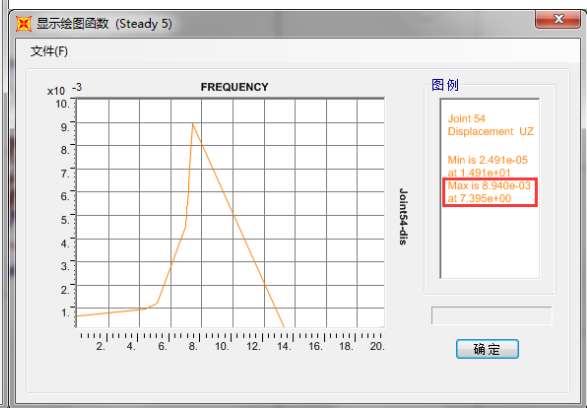 显示绘图函数 (Steady 5)
文件(F)
x10 -3
FREQUENCY
10.
9.
8.
7.
6.
5.
4.
3.
2.
1.
2. 4. 6. 8. 10. 12. 14. 16. 18. 20.
Joint54-dis
图例
Joint 54
Displacement UZ
Min is 2.491e-05
at 1.491e+01
Max is 8.940e-03
at 7.395e+00
确定